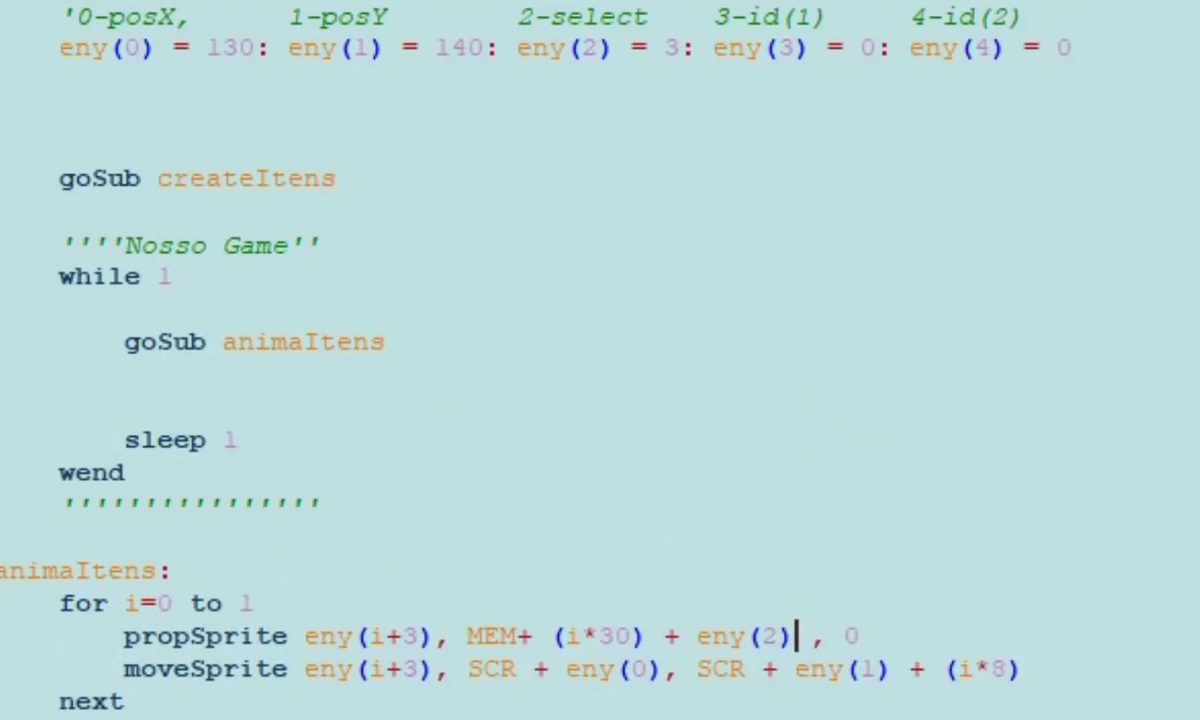 '0-posX, 1-posY 2-select 3-id(1) 4-id(2)
eny(0) = 130: eny(1) = 140: eny(2) = 3: eny(3) = 0: eny(4) = 0
goSub createItens
''''Nosso Game''
while 1
goSub animaItens
sleep 1
wend
''''''''''''''''
animaItens:
for i=0 to 1
propSprite eny(i+3), MEM+ (i*30) + eny(2) , 0
moveSprite eny(i+3), SCR + eny(0), SCR + eny(1) + (i*8)
next